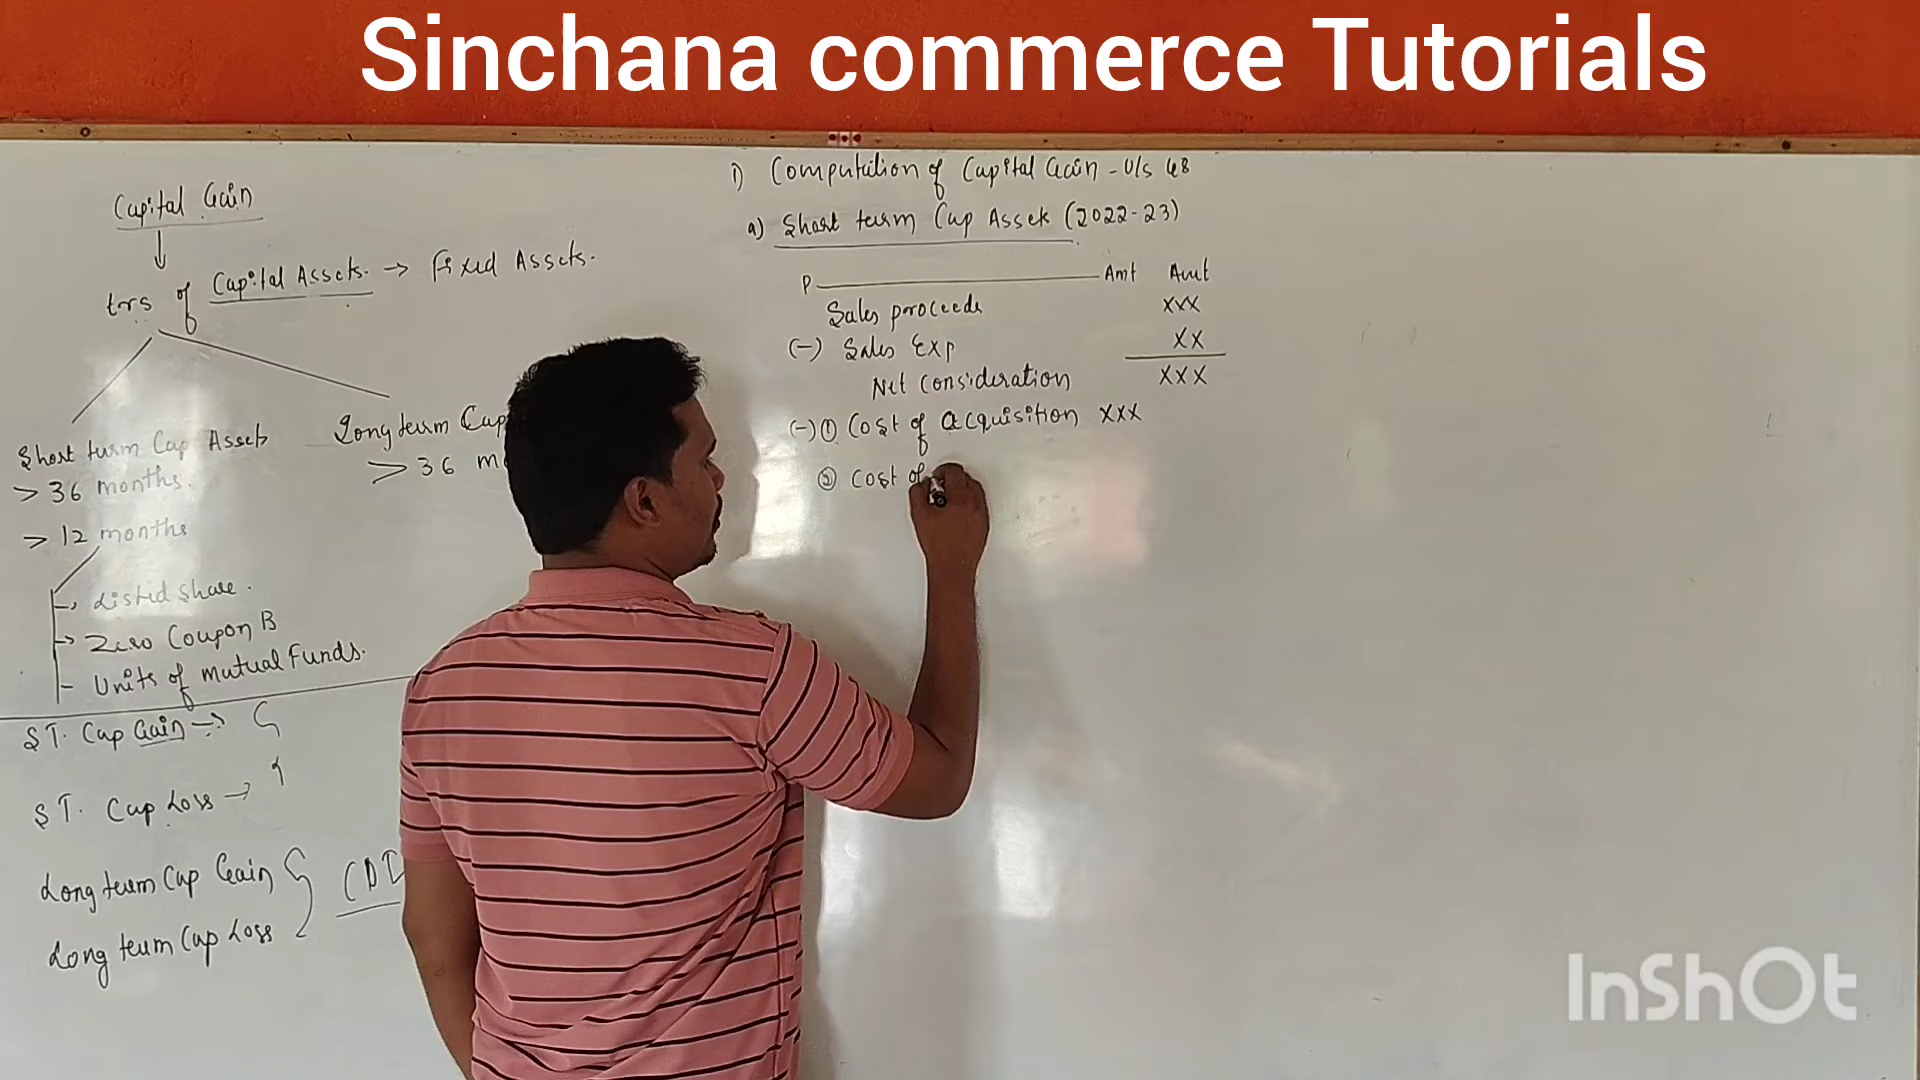 Sinchana commerce Tutorials
Capital Gain
trs of Capital Assets. → Fixed Assets.
Short term Cap Assets
> 36 months.
> 12 months
→ Listed Share.
→ Zero Coupon B
- Units of mutual Funds.
Long term Cap
> 36 m
S T. Cap Gain →
S T. Cap Loss →
Long term Cap Gain
Long term Cap Loss
1) Computation of Capital Gain - U/s 48
a) Short term Cap Asset (2022-23)
P Amt Amt
Sales proceeds XXX
(-) Sales Exp XX
Net Consideration XXX
(-) ① Cost of acquisition XXX
② Cost of
InShOt